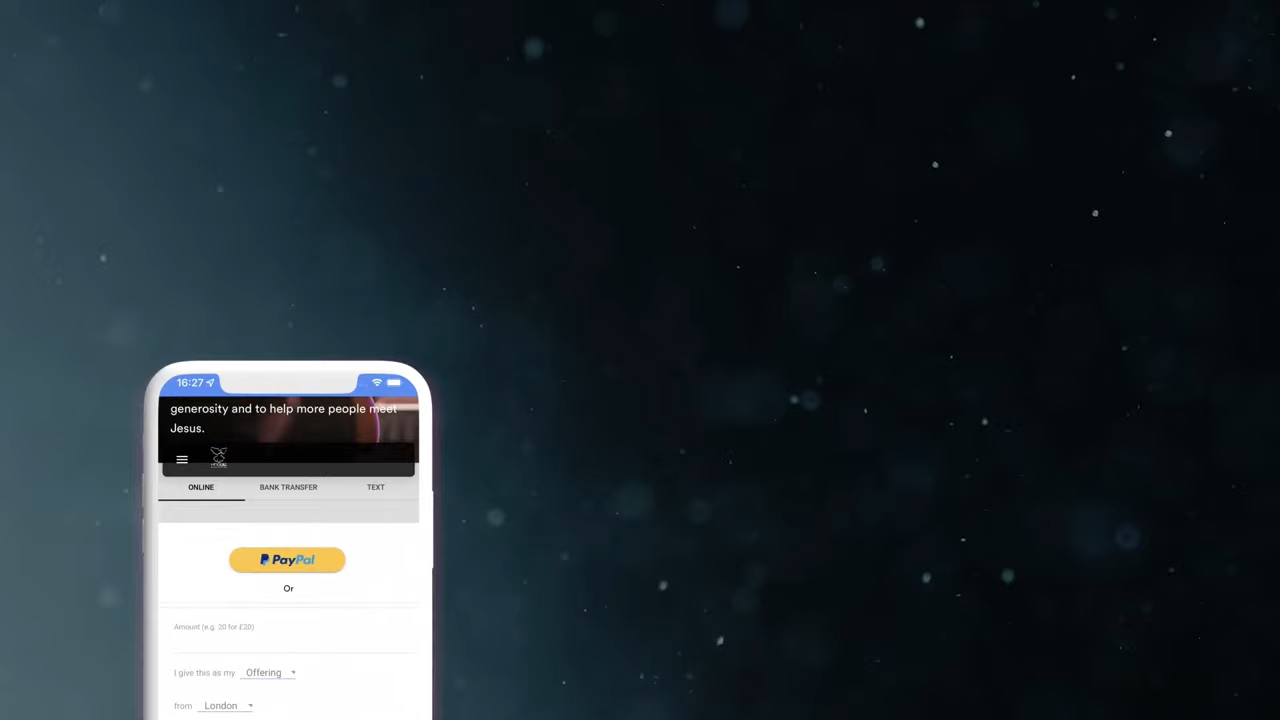 16:27
generosity and to help more people meet
Jesus.
ONLINE BANK TRANSFER TEXT
PayPal
Or
Amount (e.g. 20 for £20)
I give this as my Offering
from London